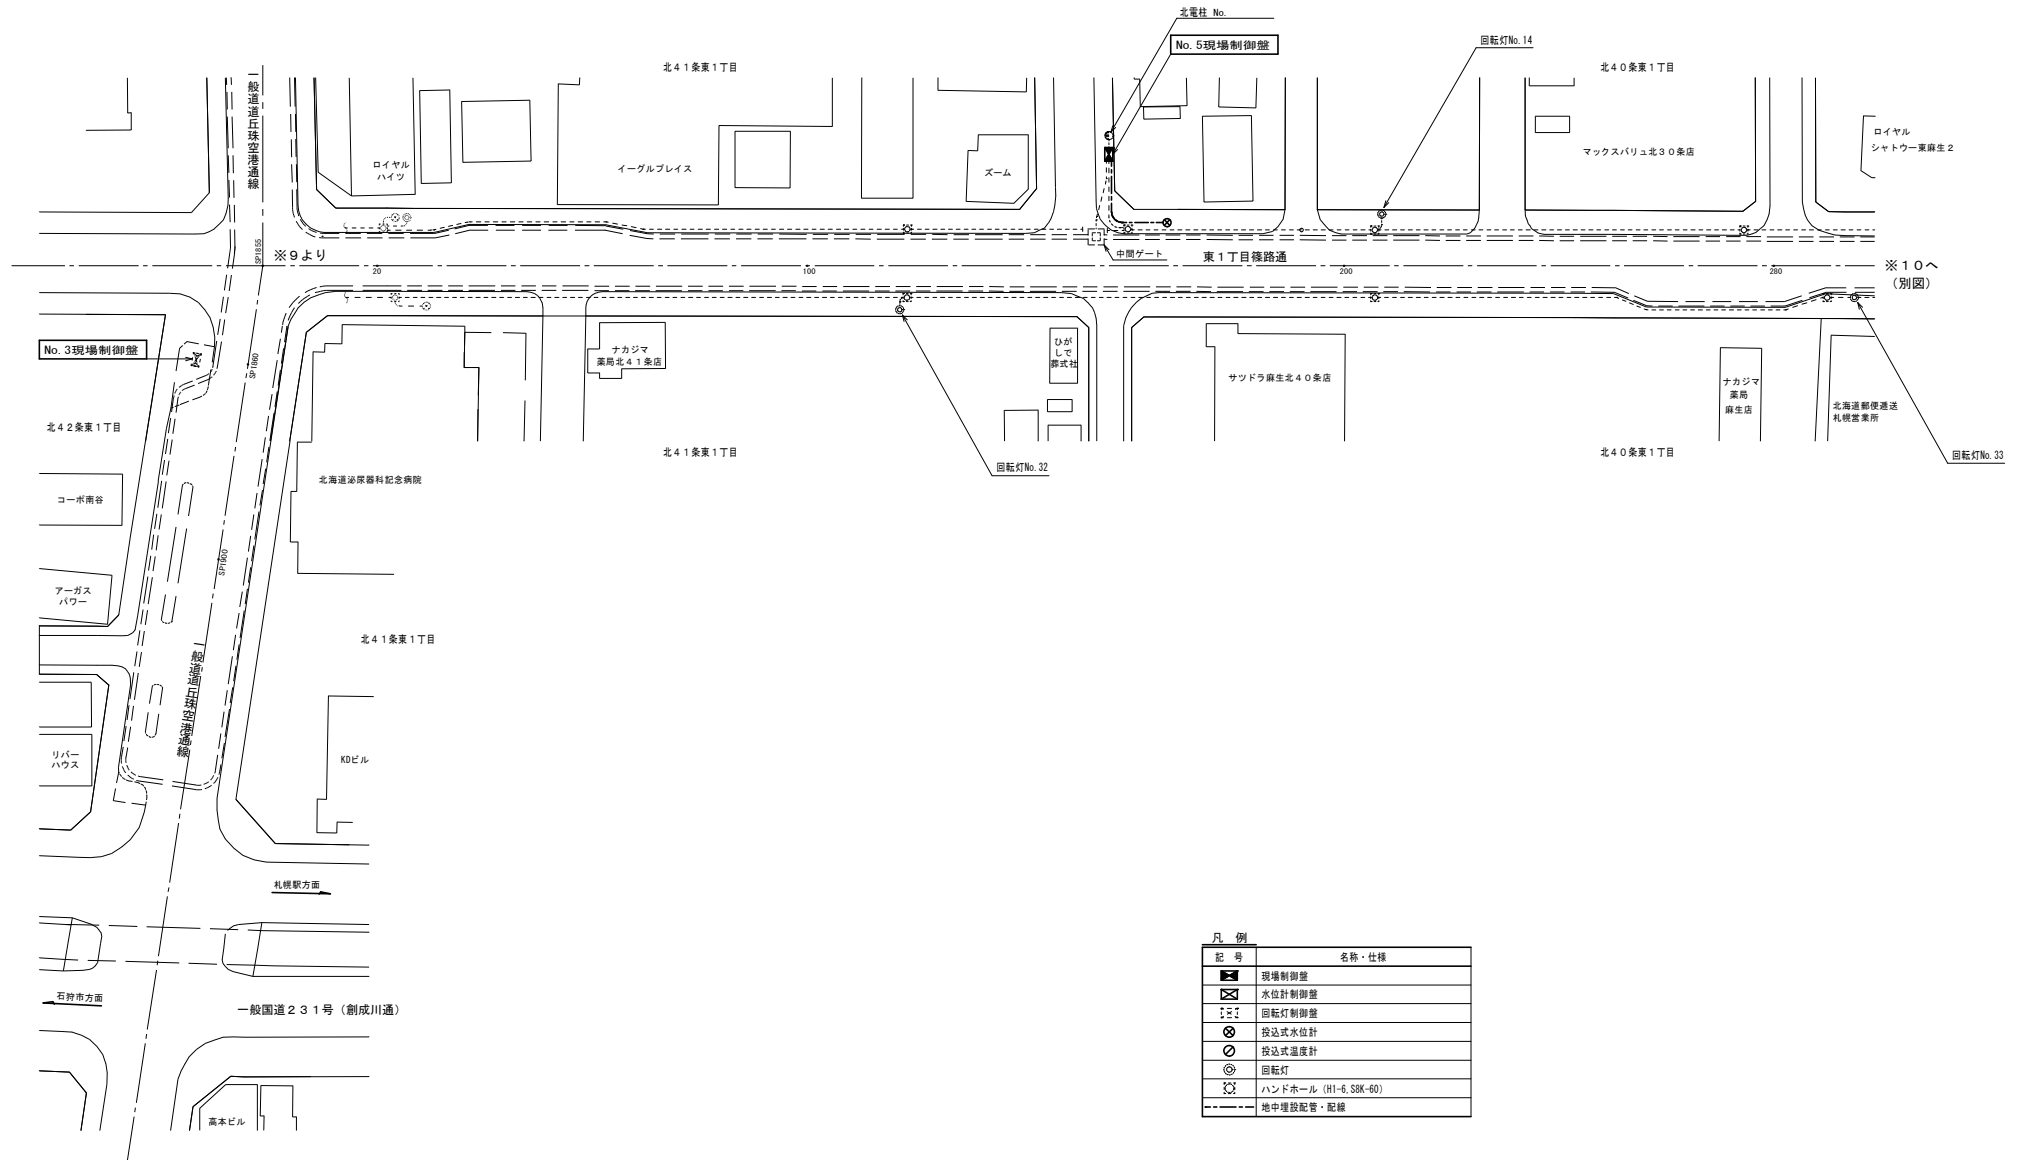 北電柱 No.
No.5現場制御盤
回転灯No.14
北４１条東１丁目
北４０条東１丁目
一般道道丘珠空港通線
ロイヤル
ハイツ
イーグルプレイス
ズーム
マックスバリュ北３０条店
ロイヤル
シャトウー東麻生２
SP1855
※９より
中間ゲート
東１丁目篠路通
※１０へ
（別図）
20
100
200
280
No.3現場制御盤
SP1860
ナカジマ
薬局北４１条店
ひが
しで
葬式社
サツドラ麻生北４０条店
ナカジマ
薬局
麻生店
北海道郵便逓送
札幌営業所
北４２条東１丁目
北４１条東１丁目
北４０条東１丁目
回転灯No.32
回転灯No.33
北海道泌尿器科記念病院
コーポ南谷
SP1900
アーガス
パワー
北４１条東１丁目
一般道道丘珠空港通線
リバー
ハウス
KDビル
札幌駅方面
石狩市方面
一般国道２３１号（創成川通）
高本ビル
凡 例
記 号 名称・仕様
現場制御盤
水位計制御盤
回転灯制御盤
投込式水位計
投込式温度計
回転灯
ハンドホール（H1-6,S8K-60）
地中埋設配管・配線